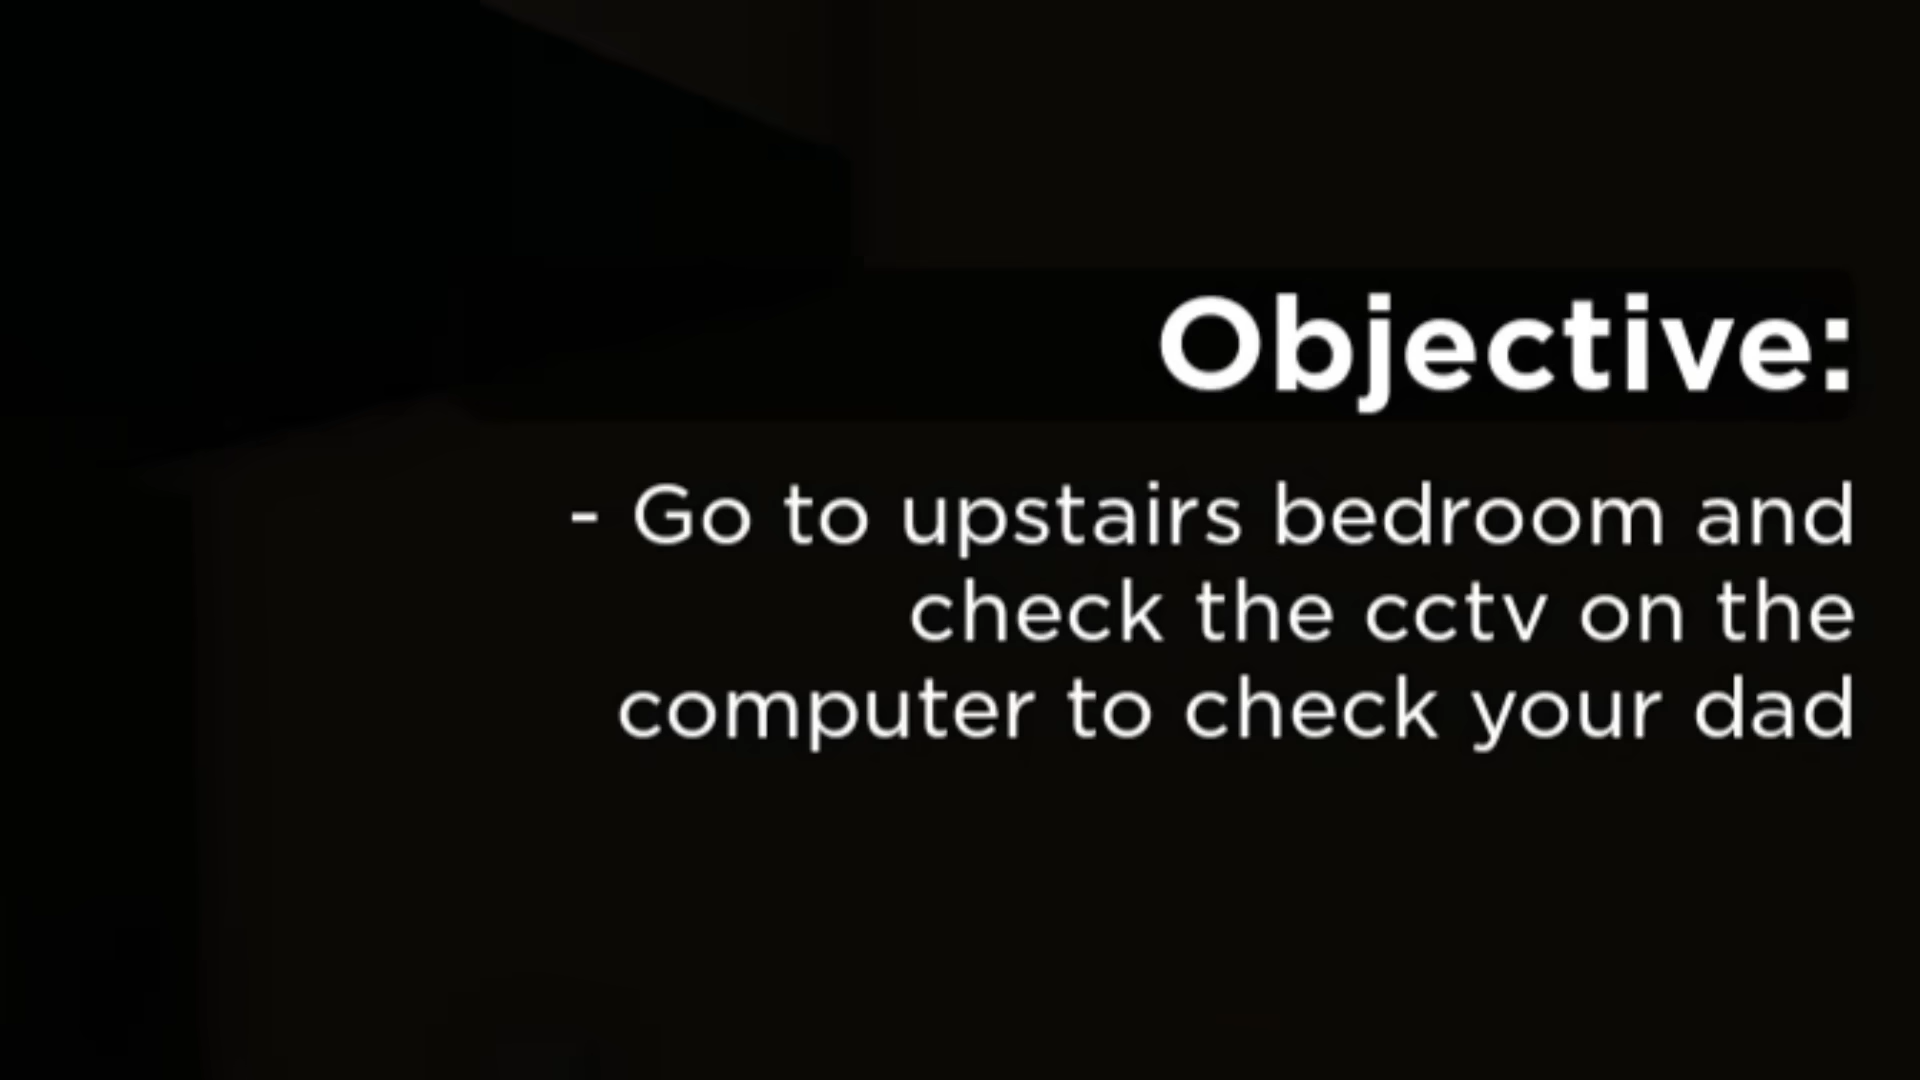 Objective:
- Go to upstairs bedroom and
check the cctv on the
computer to check your dad